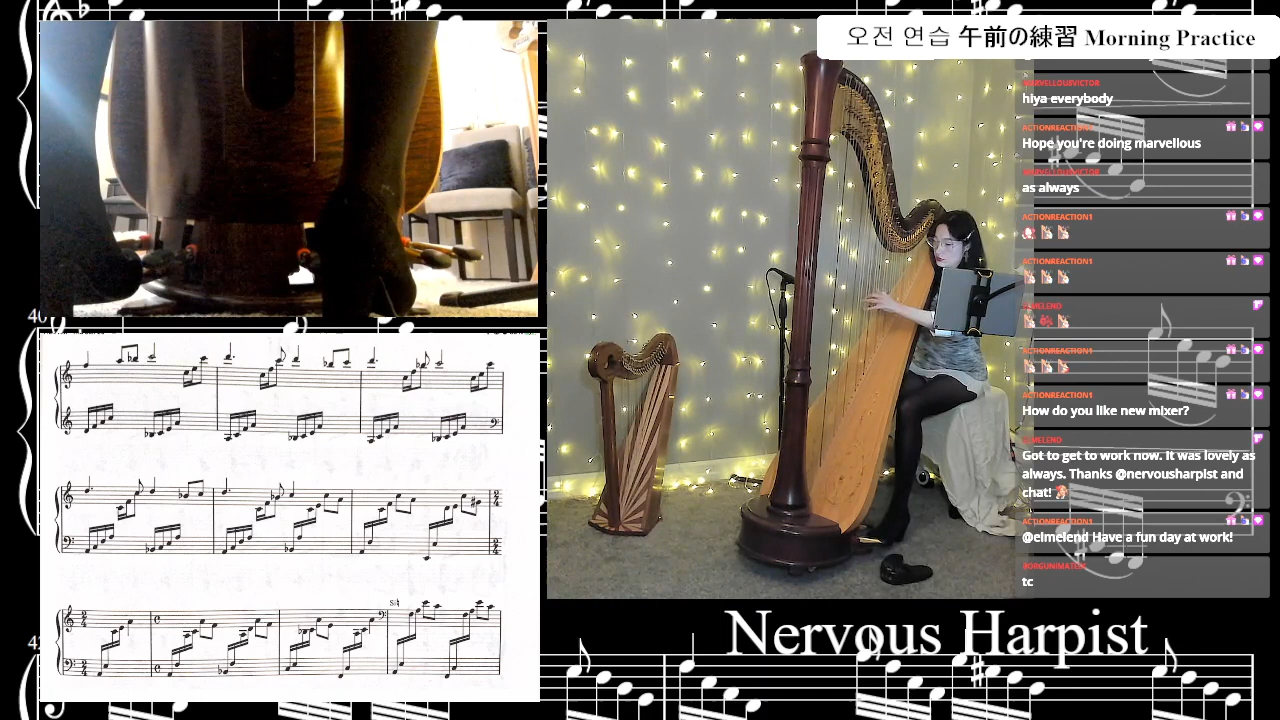 오전 연습 午前の練習 Morning Practice
hiya everybody
ACTIONREACTION1
Hope you're doing marvellous
as always
ACTIONREACTION1
ACTIONREACTION1
ACTIONREACTION1
ACTIONREACTION1
How do you like new mixer?
Got to get to work now. It was lovely as
always. Thanks @nervousharpist and
chat!
ACTIONREACTION1
@elmelend Have a fun day at work!
tc
Nervous Harpist